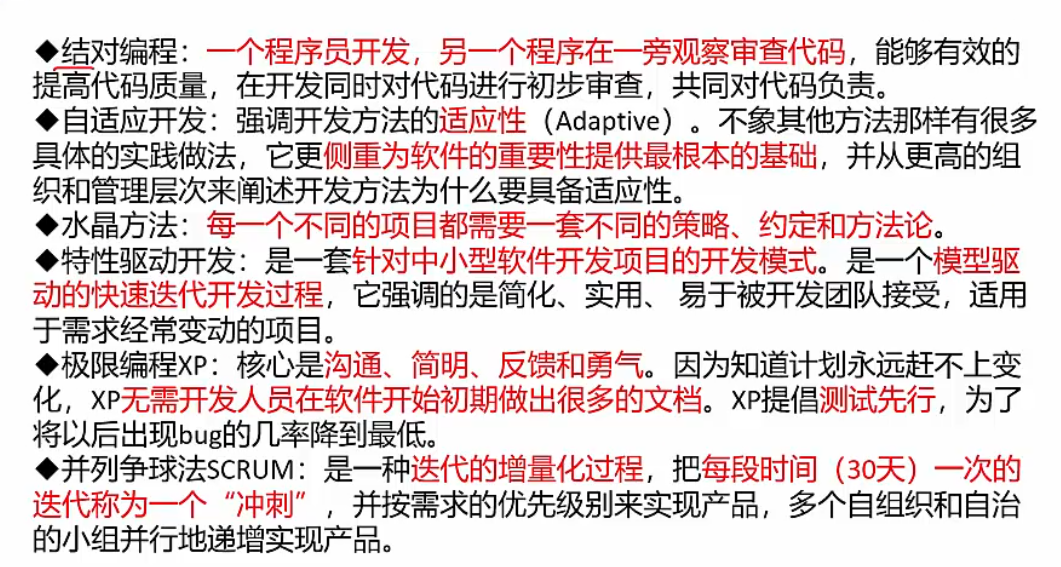 ◆结对编程：一个程序员开发，另一个程序在一旁观察审查代码，能够有效的
提高代码质量，在开发同时对代码进行初步审查，共同对代码负责。
◆自适应开发：强调开发方法的适应性（Adaptive）。不象其他方法那样有很多
具体的实践做法，它更侧重为软件的重要性提供最根本的基础，并从更高的组
织和管理层次来阐述开发方法为什么要具备适应性。
◆水晶方法：每一个不同的项目都需要一套不同的策略、约定和方法论。
◆特性驱动开发：是一套针对中小型软件开发项目的开发模式。是一个模型驱
动的快速迭代开发过程，它强调的是简化、实用、 易于被开发团队接受，适用
于需求经常变动的项目。
◆极限编程XP：核心是沟通、简明、反馈和勇气。因为知道计划永远赶不上变
化，XP无需开发人员在软件开始初期做出很多的文档。XP提倡测试先行，为了
将以后出现bug的几率降到最低。
◆并列争球法SCRUM：是一种迭代的增量化过程，把每段时间（30天）一次的
迭代称为一个“冲刺”，并按需求的优先级别来实现产品，多个自组织和自治
的小组并行地递增实现产品。